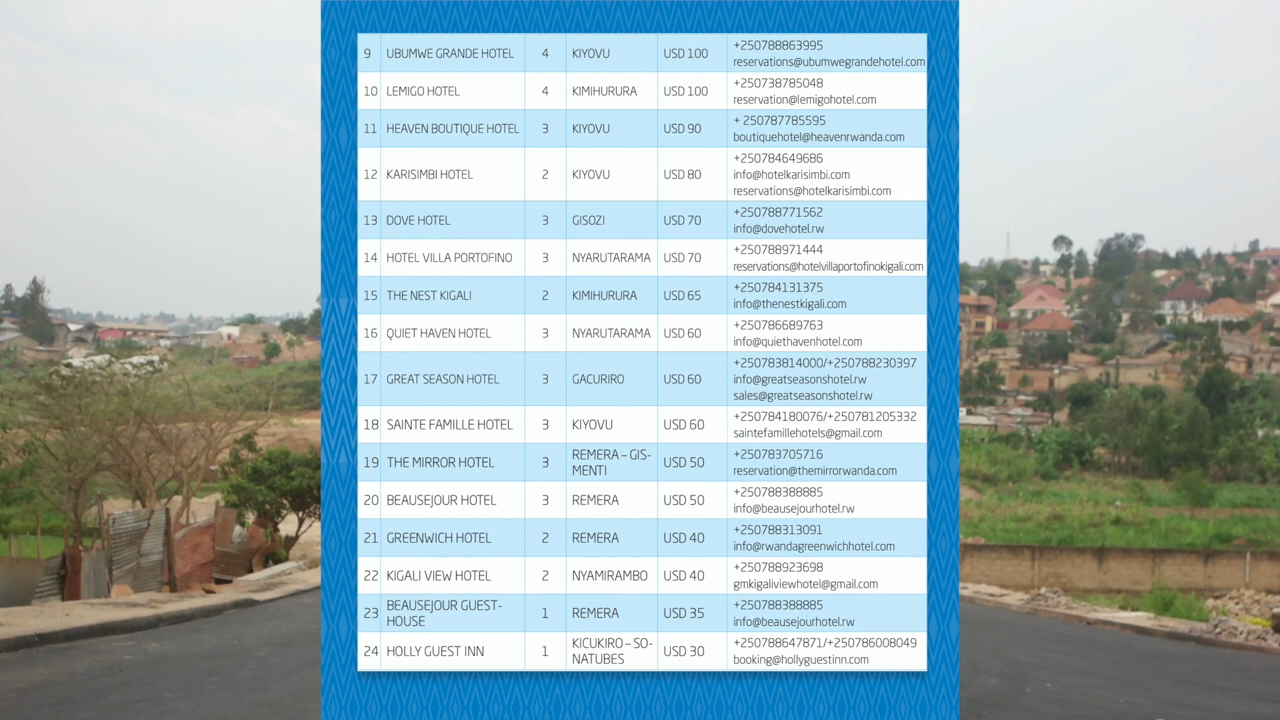 9 UBUMWE GRANDE HOTEL 4 KIYOVU USD 100 +250788863995
reservations@ubumwegrandehotel.com
10 LEMIGO HOTEL 4 KIMIHURURA USD 100 +250738785048
reservation@lemigohotel.com
11 HEAVEN BOUTIQUE HOTEL 3 KIYOVU USD 90 + 250787785595
boutiquehotel@heavenrwanda.com
12 KARISIMBI HOTEL 2 KIYOVU USD 80 +250784649686
info@hotelkarisimbi.com
reservations@hotelkarisimbi.com
13 DOVE HOTEL 3 GISOZI USD 70 +250788771562
info@dovehotel.rw
14 HOTEL VILLA PORTOFINO 3 NYARUTARAMA USD 70 +250788971444
reservations@hotelvillaportofinokigali.com
15 THE NEST KIGALI 2 KIMIHURURA USD 65 +250784131375
info@thenestkigali.com
16 QUIET HAVEN HOTEL 3 NYARUTARAMA USD 60 +250786689763
info@quiethavenhotel.com
17 GREAT SEASON HOTEL 3 GACURIRO USD 60 +250783814000/+250788230397
info@greatseasonshotel.rw
sales@greatseasonshotel.rw
18 SAINTE FAMILLE HOTEL 3 KIYOVU USD 60 +250784180076/+250781205332
saintefamillehotels@gmail.com
19 THE MIRROR HOTEL 3 REMERA – GIS-
MENTI USD 50 +250783705716
reservation@themirrorrwanda.com
20 BEAUSEJOUR HOTEL 3 REMERA USD 50 +250788388885
info@beausejourhotel.rw
21 GREENWICH HOTEL 2 REMERA USD 40 +250788313091
info@rwandagreenwichhotel.com
22 KIGALI VIEW HOTEL 2 NYAMIRAMBO USD 40 +250788923698
gmkigaliviewhotel@gmail.com
23 BEAUSEJOUR GUEST-
HOUSE 1 REMERA USD 35 +250788388885
info@beausejourhotel.rw
24 HOLLY GUEST INN 1 KICUKIRO – SO-
NATUBES USD 30 +250788647871/+250786008049
booking@hollyguestinn.com